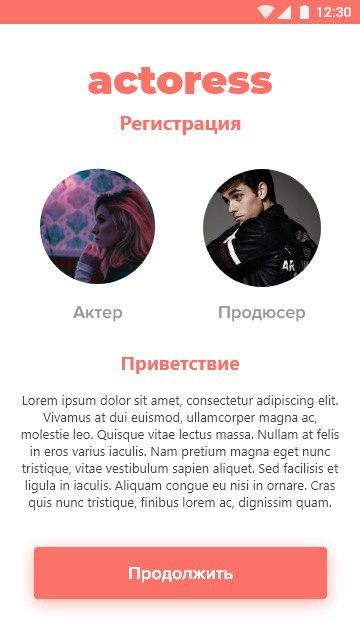 12:30
actoress
Регистрация
Актер
Продюсер
Приветствие
Lorem ipsum dolor sit amet, consectetur adipiscing elit.
Vivamus at dui euismod, ullamcorper magna ac,
molestie leo. Quisque vitae lectus massa. Nullam at felis
in eros varius iaculis. Nam pretium magna eget nunc
tristique, vitae vestibulum sapien aliquet. Sed facilisis et
ligula in iaculis. Aliquam congue eu nisi in ornare. Cras
quis nunc tristique, finibus lorem ac, dignissim quam.
Продолжить